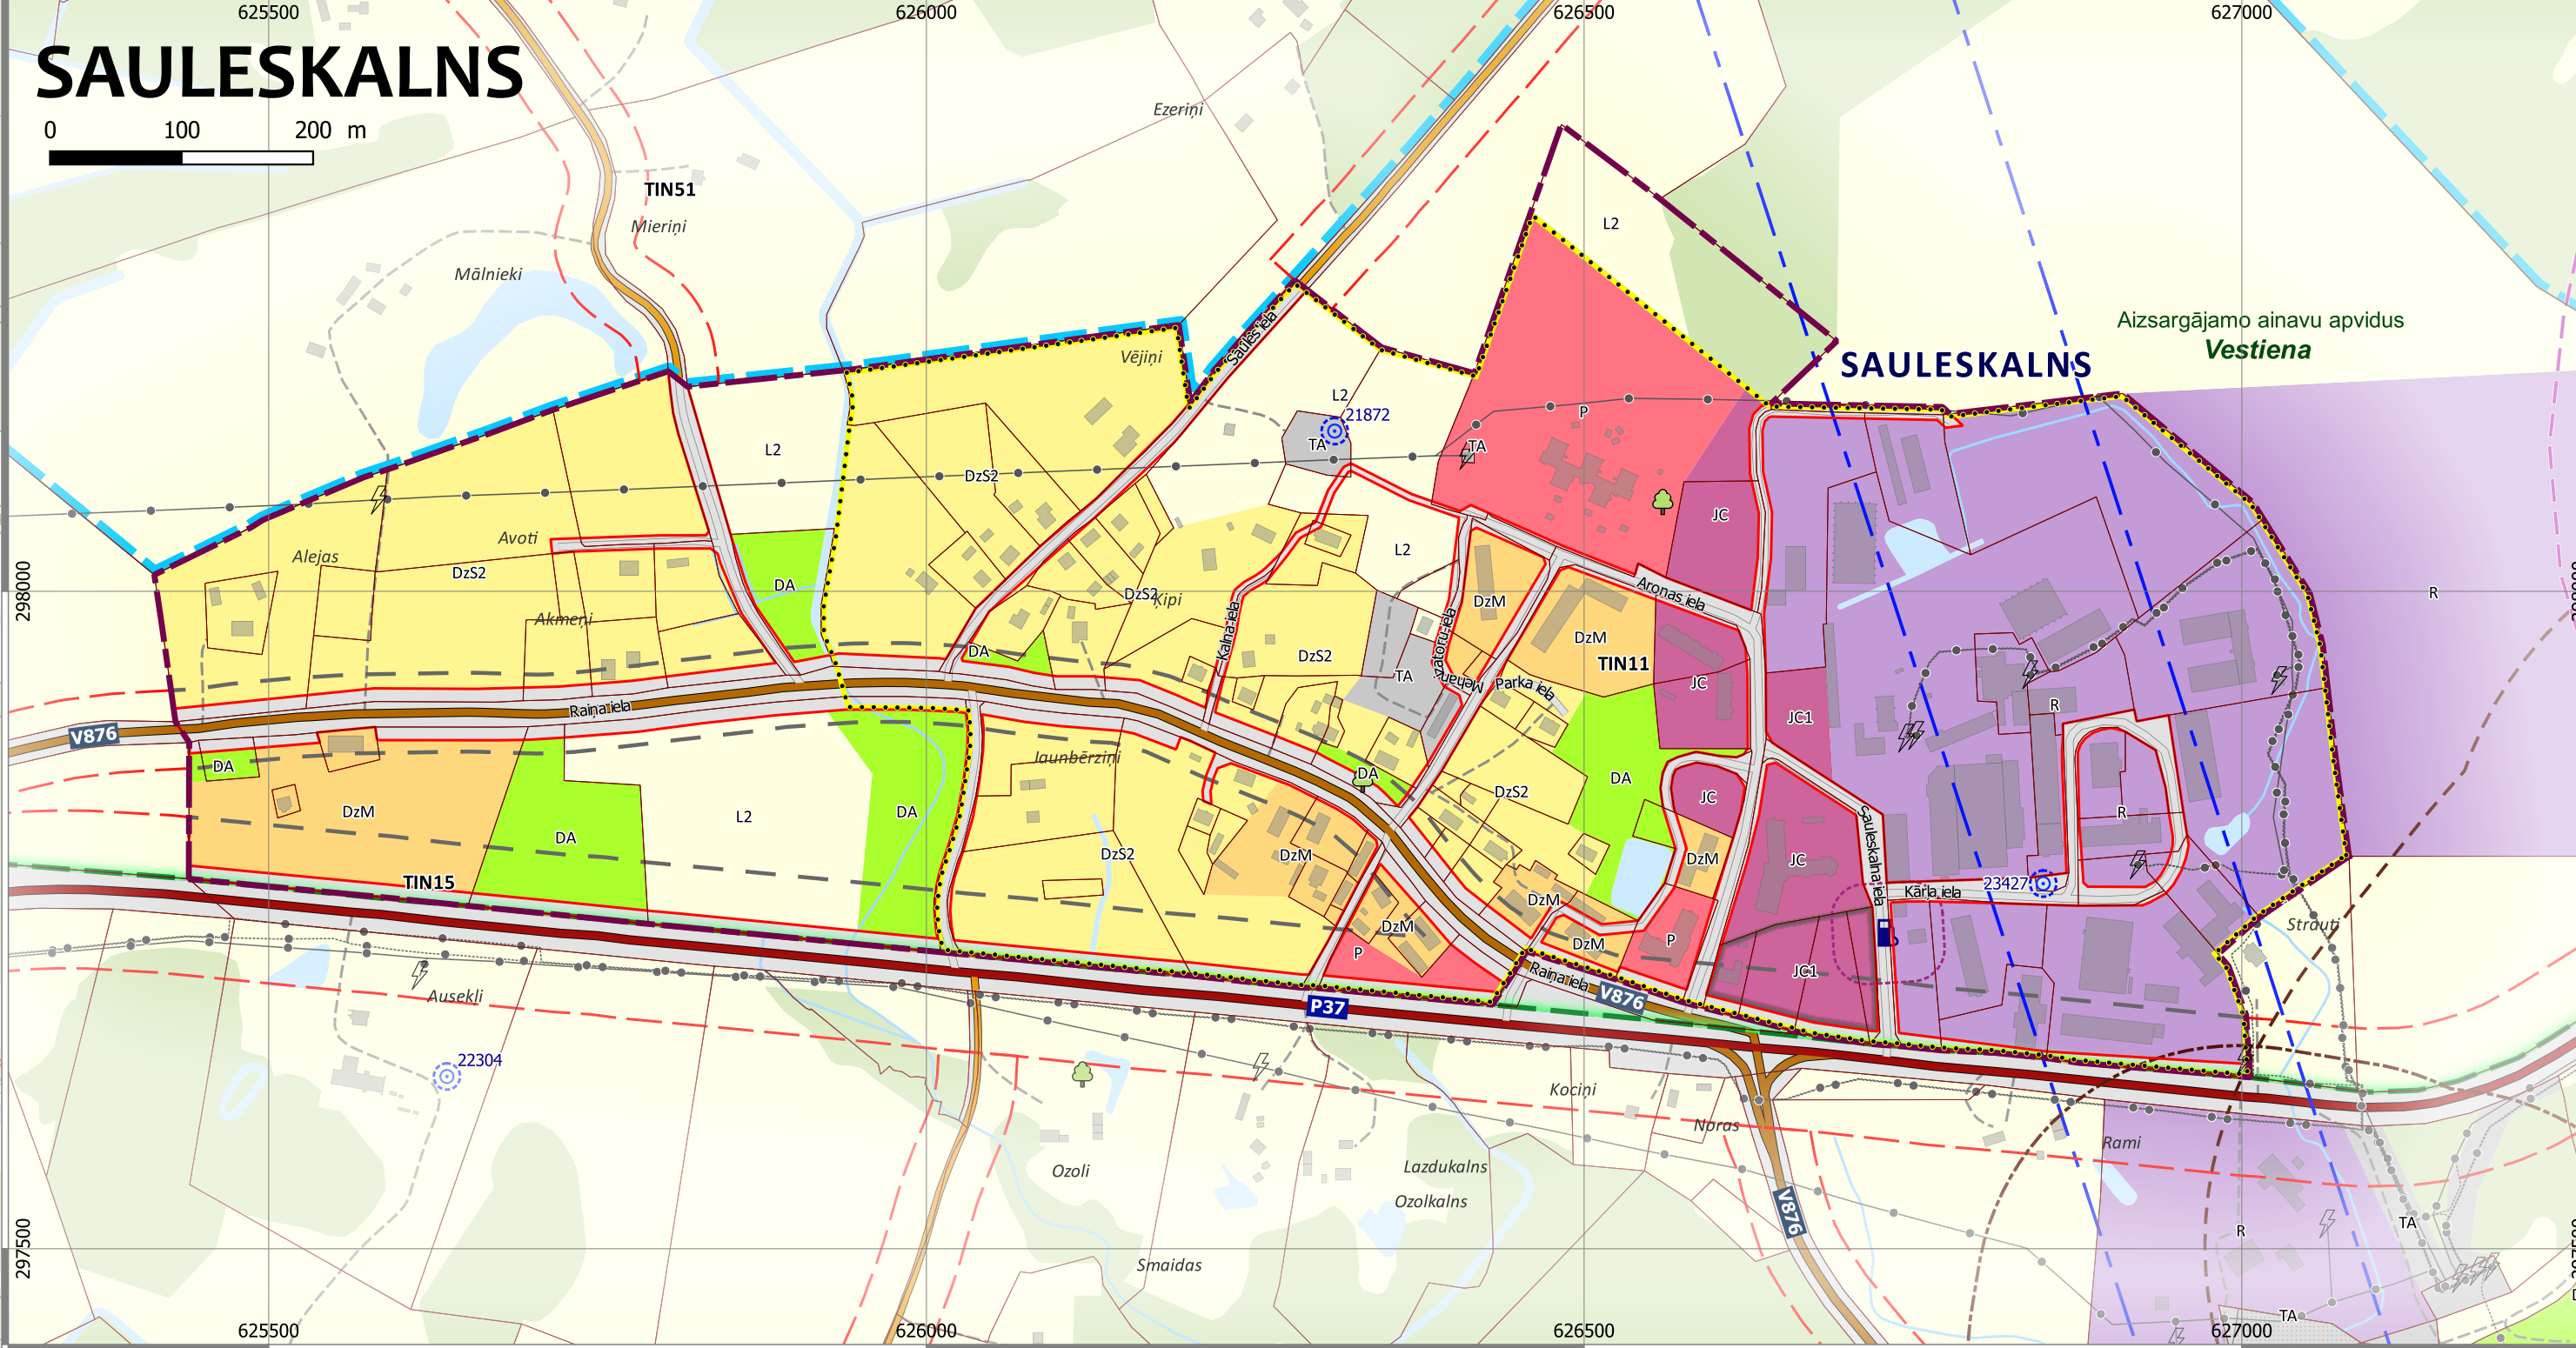 625500
626000
626500
627000
SAULESKALNS
0
100
200 m
Ezeriņi
TIN51
Mieriņi
L2
Mālnieki
Aizsargājamo ainavu apvidus
Vestiena
Saules iela
Vējiņi
SAULESKALNS
L2
P
21872
TA
TA
L2
DzS2
JC
Avoti
Alejas
L2
DzS2
DA
298000
DzS2
Ķipi
DzM
Aronas iela
R
Akmeņi
Kalna iela
DzM
DA
DzS2
TIN11
TA
Parka iela
JC
Raiņa iela
R
JC1
V876
Jaunbērziņi
DA
DA
DA
DzS2
JC
DzM
L2
DA
R
DA
DzS2
DzM
DzM
JC
Sauleskalna iela
TIN15
23427
Kārļa iela
DzM
DzM
Strauti
P
DzM
P
Raiņa iela
JC1
Ausekļi
V876
P37
22304
Kociņi
Noras
Rami
Ozoli
Lazdukalns
Ozolkalns
V876
TA
R
297500
Smaidas
TA
625500
626000
626500
627000